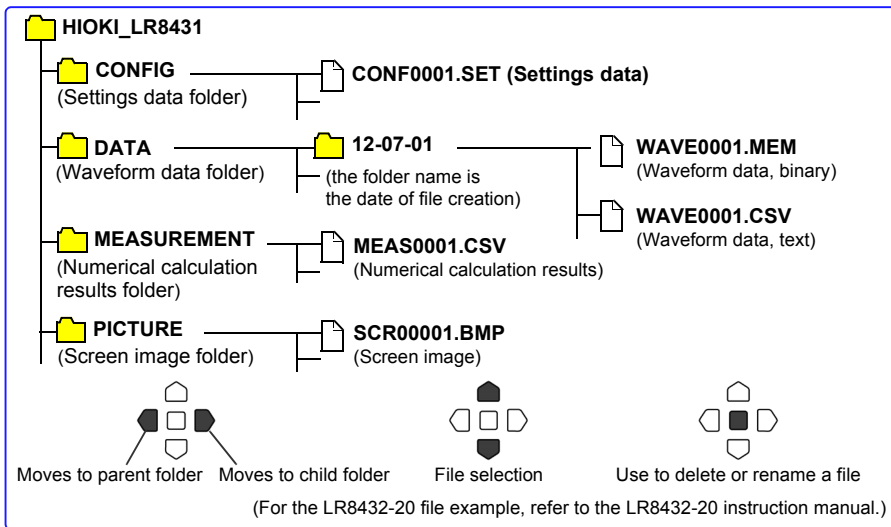 HIOKI_LR8431
CONFIG
(Settings data folder)
CONF0001.SET (Settings data)
DATA
(Waveform data folder)
12-07-01
(the folder name is
the date of file creation)
WAVE0001.MEM
(Waveform data, binary)
WAVE0001.CSV
(Waveform data, text)
MEASUREMENT
(Numerical calculation
results folder)
MEAS0001.CSV
(Numerical calculation results)
PICTURE
(Screen image folder)
SCR00001.BMP
(Screen image)
Moves to parent folder
Moves to child folder
File selection
Use to delete or rename a file
(For the LR8432-20 file example, refer to the LR8432-20 instruction manual.)